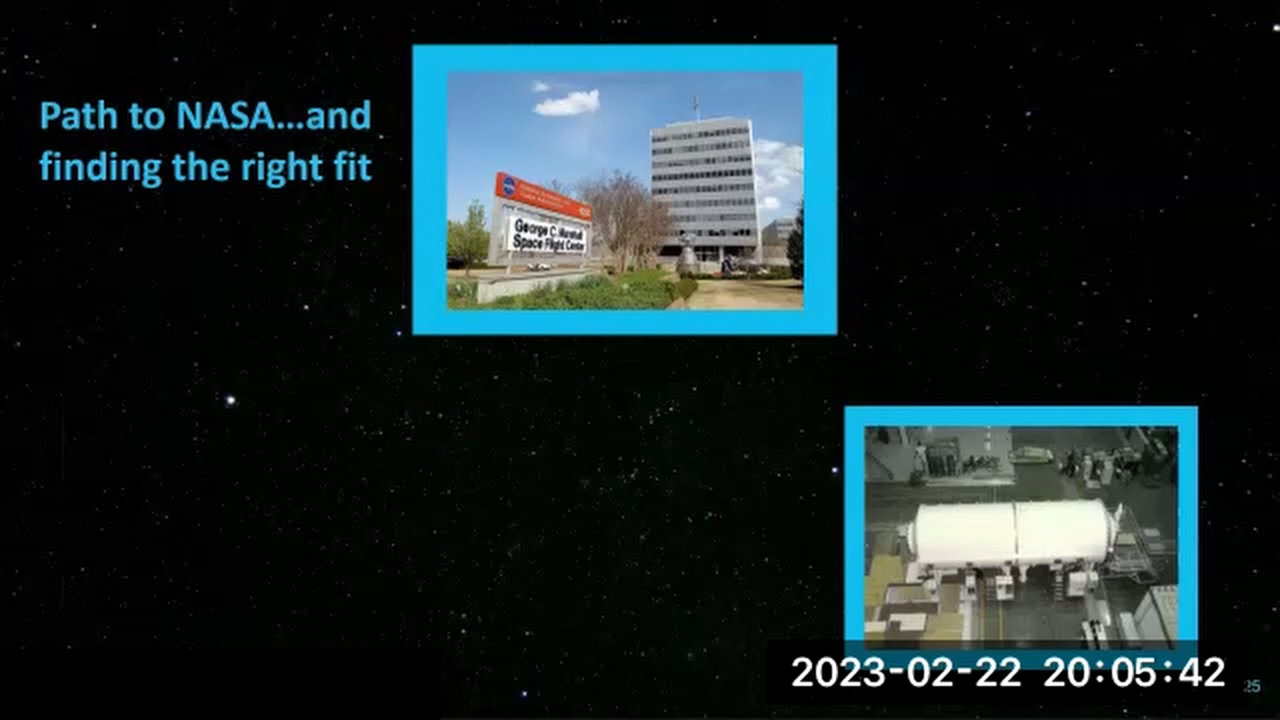 Path to NASA...and
finding the right fit
George C. Marshall
Space Flight Center
2023-02-22 20:05:42
25